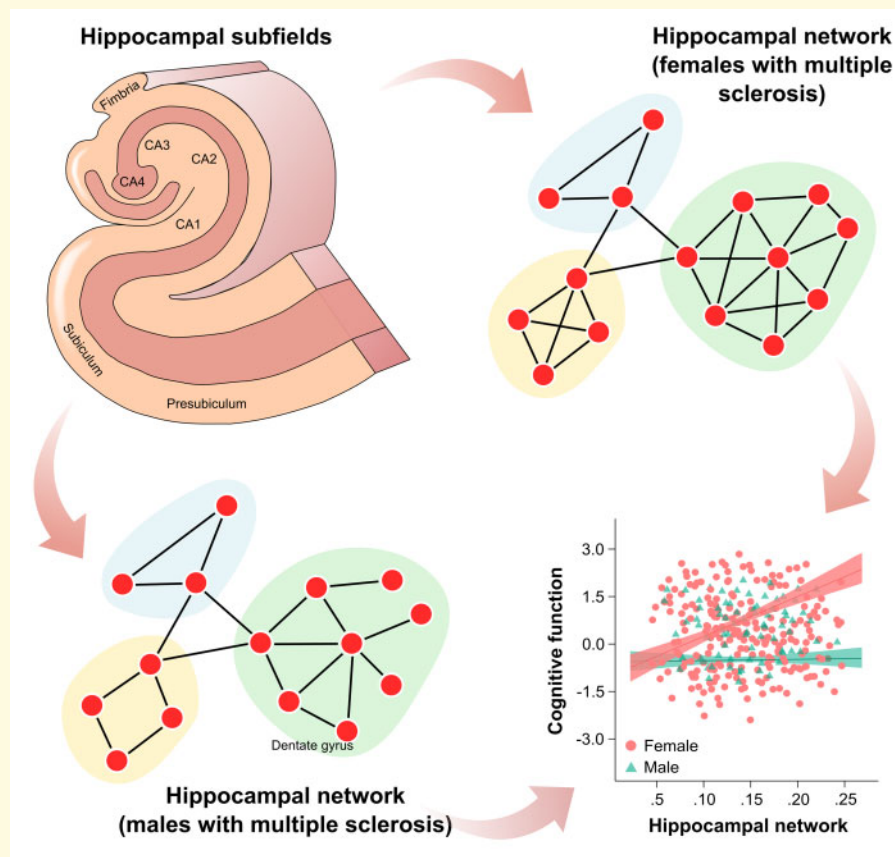 Hippocampal subfields
Fimbria
CA3
CA2
CA4
CA1
Subiculum
Presubiculum
Hippocampal network
(females with multiple
sclerosis)
Dentate gyrus
Hippocampal network
(males with multiple sclerosis)
Cognitive function
3.0
1.5
0.0
-1.5
-3.0
Female
Male
.5 .10 .15 .20 .25
Hippocampal network